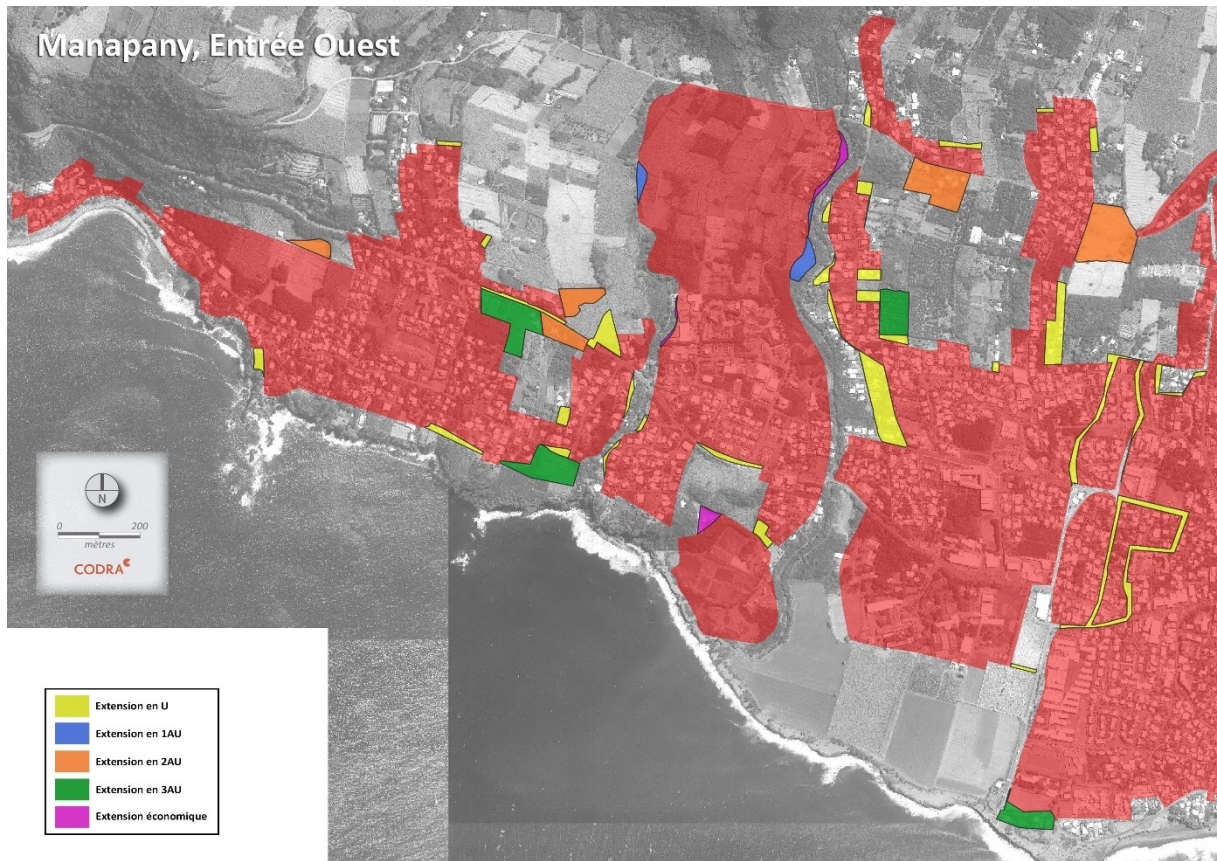 Manapany, Entrée Ouest
N
0 200
mètres
CODRA
Extension en U
Extension en 1AU
Extension en 2AU
Extension en 3AU
Extension économique